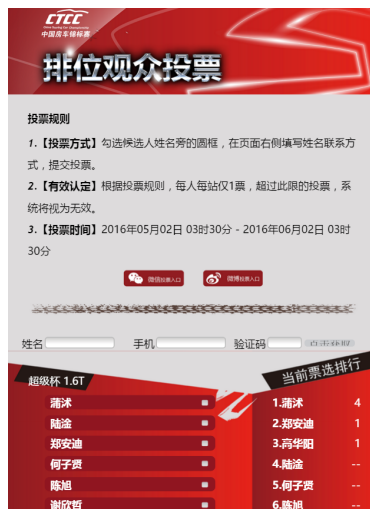 CTCC
中国房车锦标赛
排位观众投票
投票规则
1.【投票方式】勾选候选人姓名旁的圆框，在页面右侧填写姓名联系方
式，提交投票。
2.【有效认定】根据投票规则，每人每站仅1票，超过此限的投票，系
统将视为无效。
3.【投票时间】2016年05月02日 03时30分 - 2016年06月02日 03时
30分
微信投票入口
微博投票入口
姓名
手机
验证码
点击获取
超级杯 1.6T
当前票选排行
蒲沭
陆淦
郑安迪
何子贤
陈旭
谢欣哲
1.蒲沭 4
2.郑安迪 1
3.高华阳 1
4.陆淦 --
5.何子贤 --
6.陈旭 --